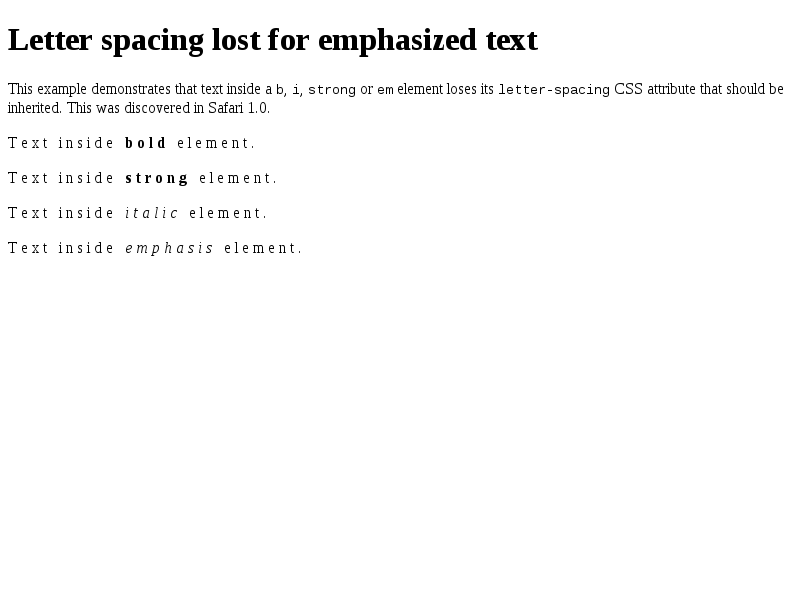 Letter spacing lost for emphasized text
This example demonstrates that text inside a b, i, strong or em element loses its letter-spacing CSS attribute that should be
inherited. This was discovered in Safari 1.0.
Text inside bold element.
Text inside strong element.
Text inside italic element.
Text inside emphasis element.